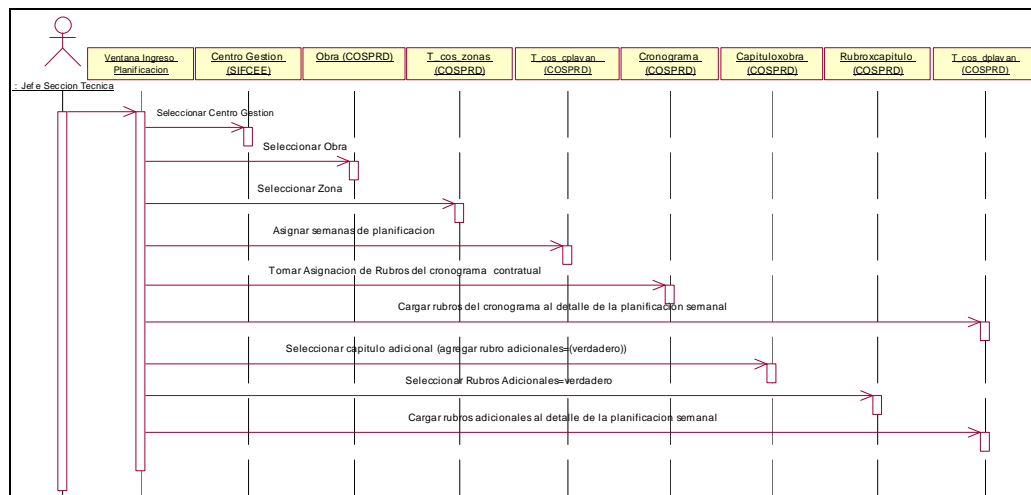 Ventana Ingreso
Planificacion
Centro Gestion
(SIFCEE)
Obra (COSPRD)
T_cos_zonas
(COSPRD)
T_cos_cplavan
(COSPRD)
Cronograma
(COSPRD)
Capituloxobra
(COSPRD)
Rubroxcapitulo
(COSPRD)
T_cos_dplavan
(COSPRD)
: Jefe Seccion Tecnica
Seleccionar Centro Gestion
Seleccionar Obra
Seleccionar Zona
Asignar semanas de planificacion
Tomar Asignacion de Rubros del cronograma contratual
Cargar rubros del cronograma al detalle de la planificacion semanal
Seleccionar capitulo adicional (agregar rubro adicionales=(verdadero))
Seleccionar Rubros Adicionales=verdadero
Cargar rubros adicionales al detalle de la planificacion semanal